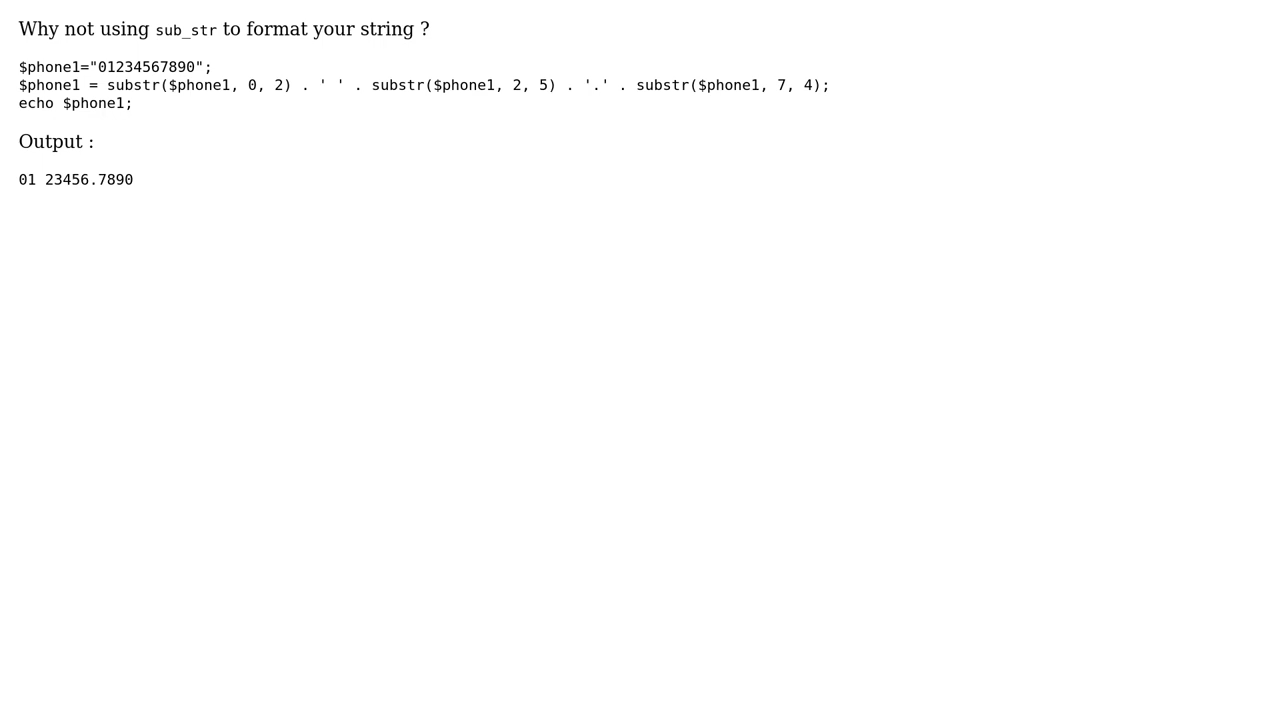 Why not using sub_str to format your string ?
$phone1="01234567890";
$phone1 = substr($phone1, 0, 2) . ' ' . substr($phone1, 2, 5) . '.' . substr($phone1, 7, 4);
echo $phone1;
Output :
01 23456.7890